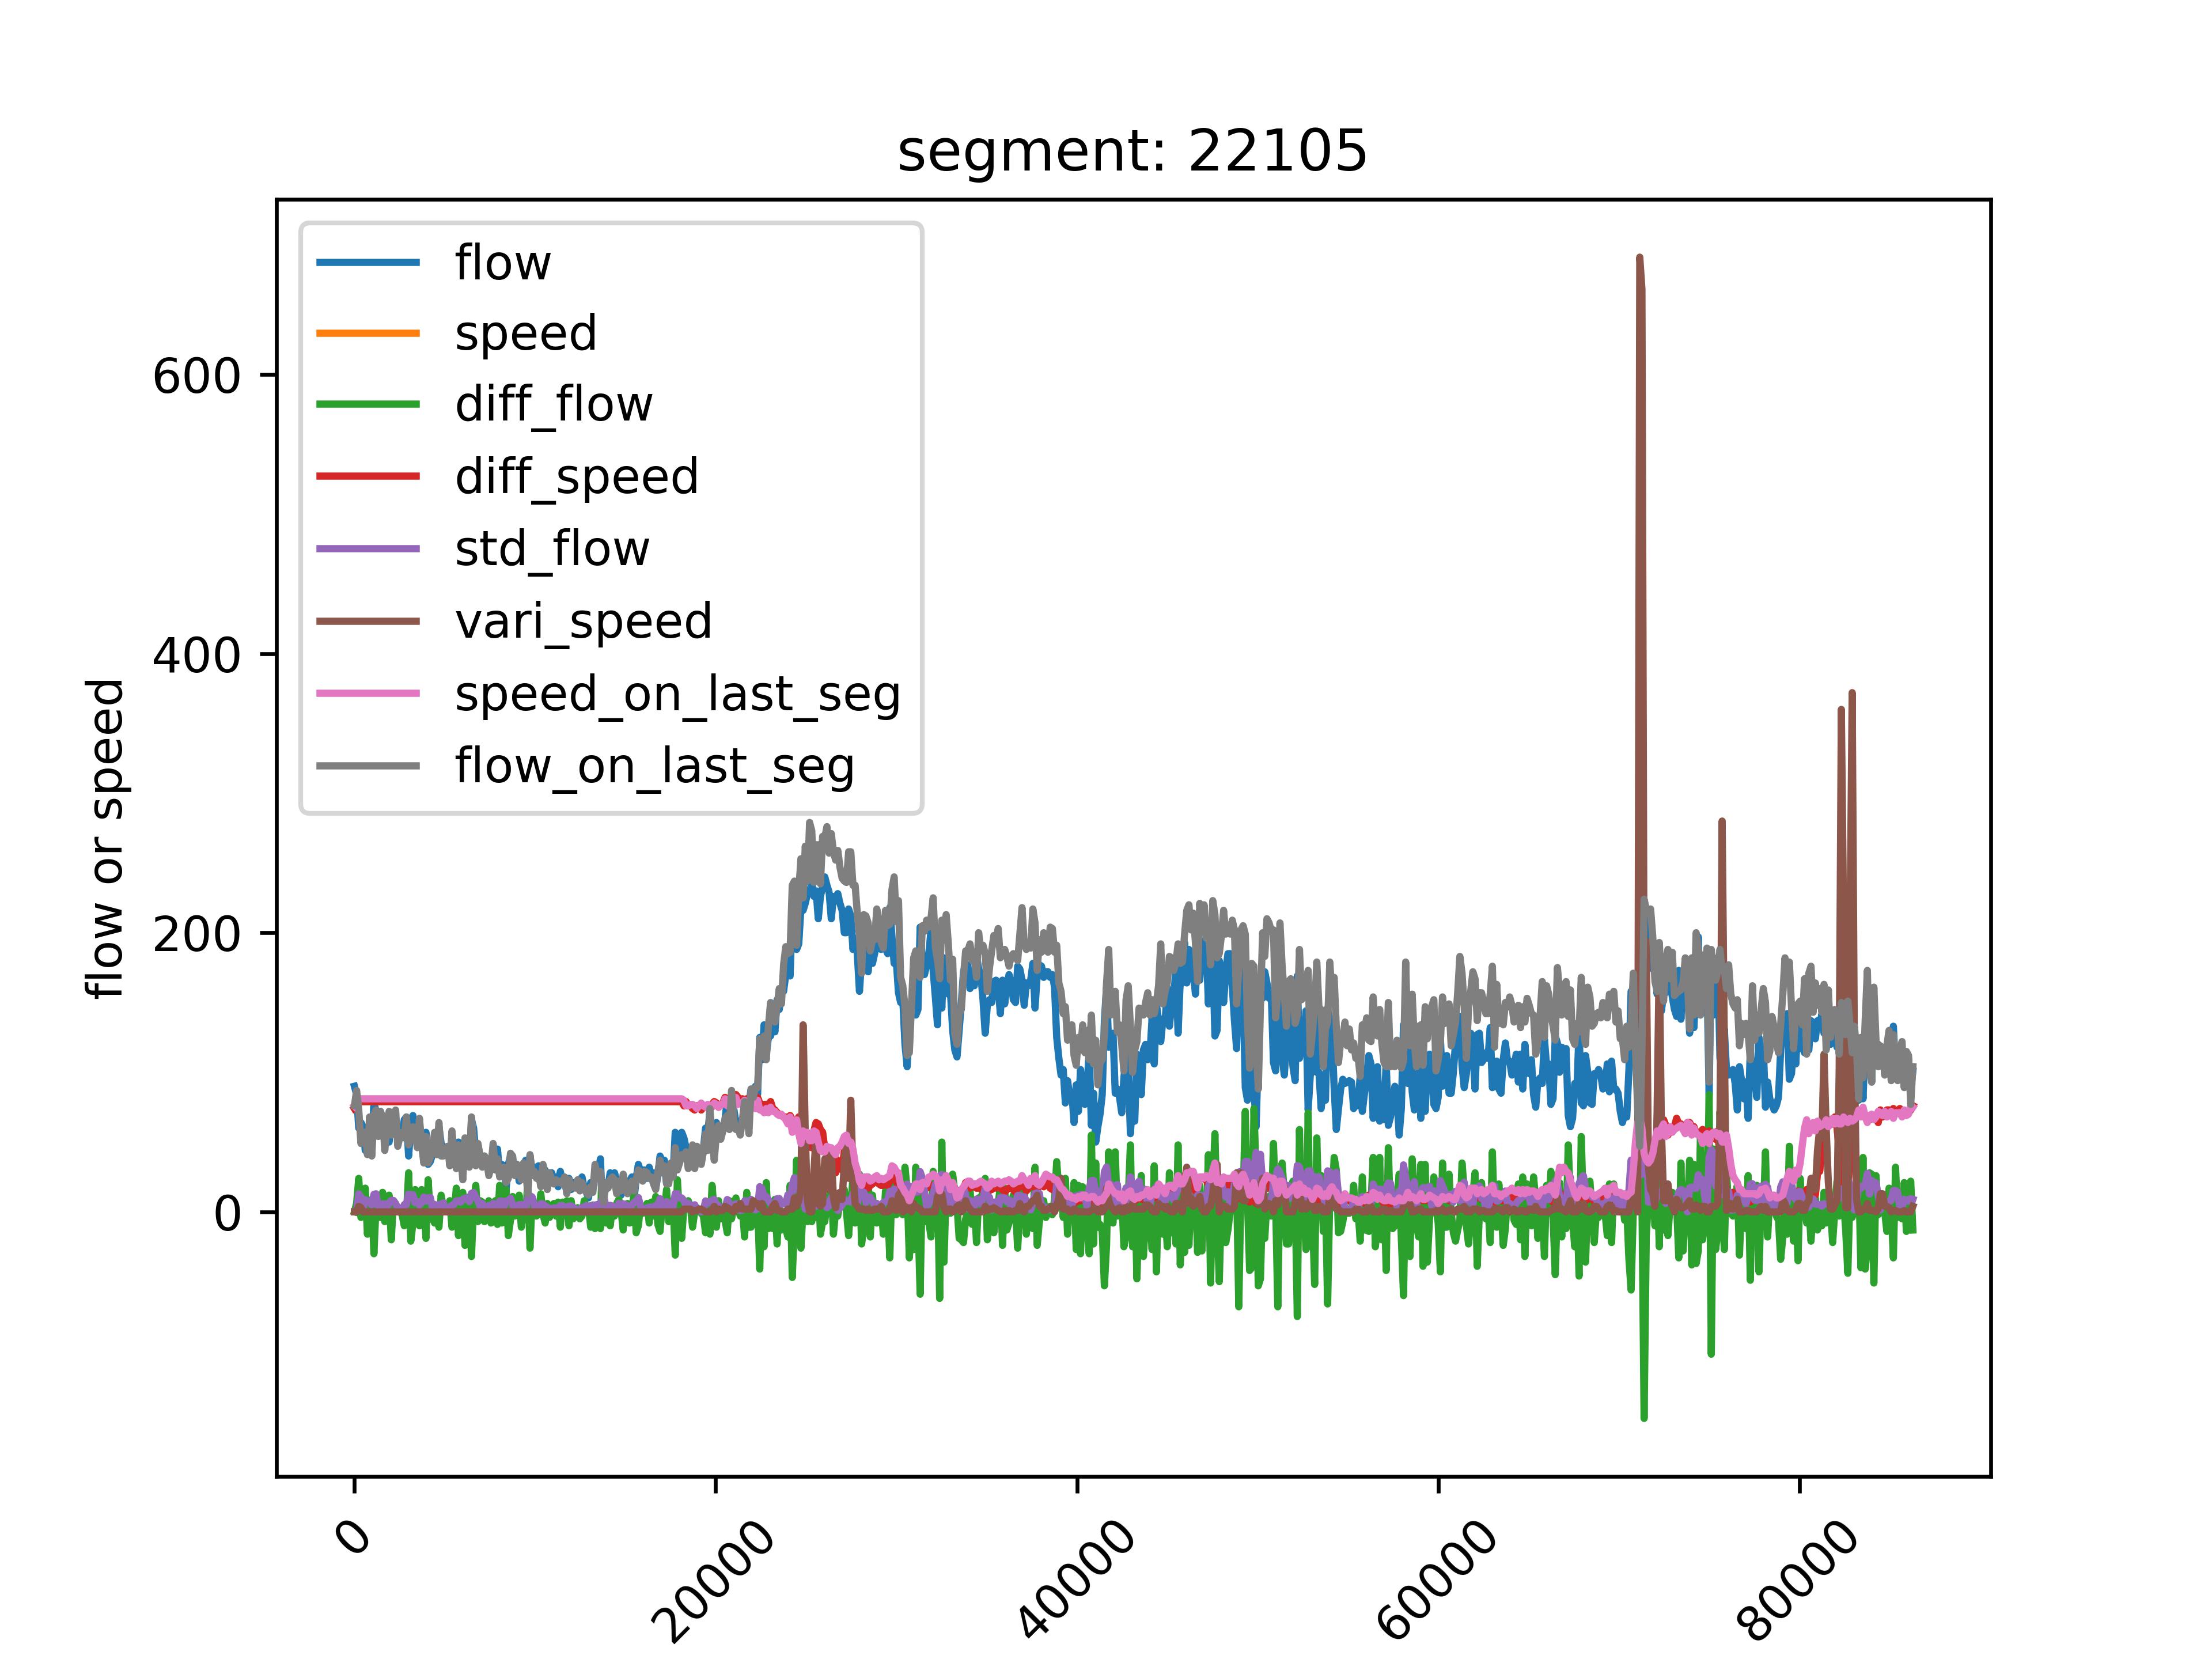 segment: 22105
flow
speed
diff_flow
diff_speed
std_flow
vari_speed
speed_on_last_seg
flow_on_last_seg
600
400
200
0
flow or speed
0
20000
40000
60000
80000